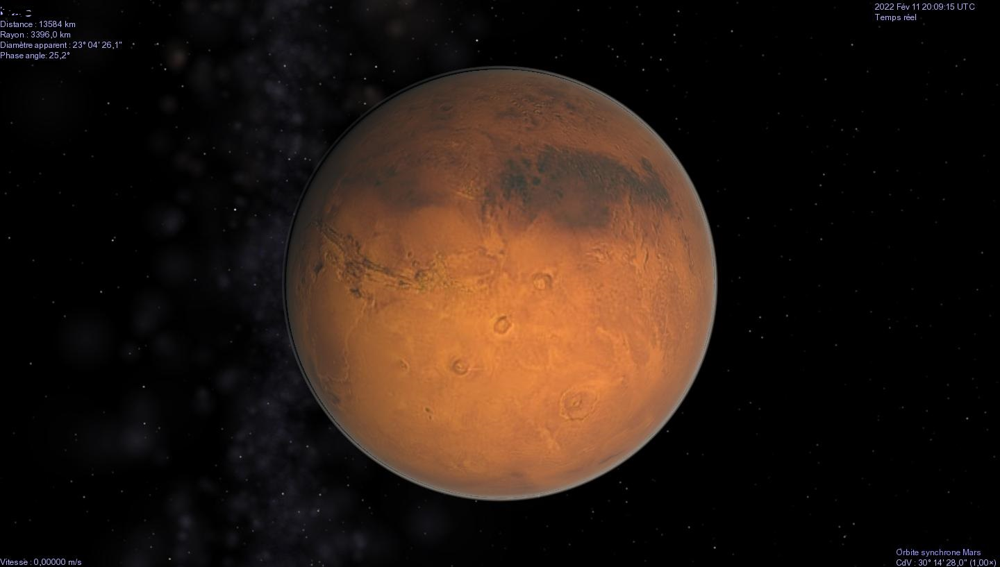 Distance : 13584 km
Rayon : 3396,0 km
Diamètre apparent : 23° 04' 26,1"
Phase angle: 25,2°
2022 Fév 11 20:09:15 UTC
Temps réel
Vitesse : 0,00000 m/s
Orbite synchrone Mars
CdV : 30° 14' 28,0" (1,00×)